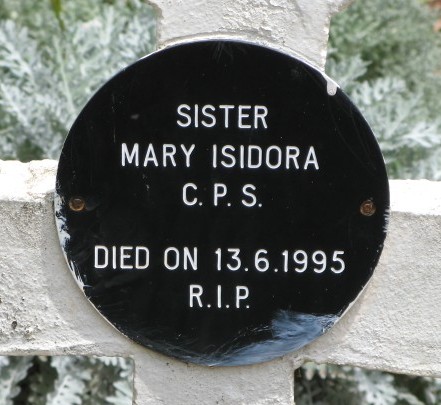 SISTER
MARY ISIDORA
C. P. S.
DIED ON 13.6.1995
R.I.P.